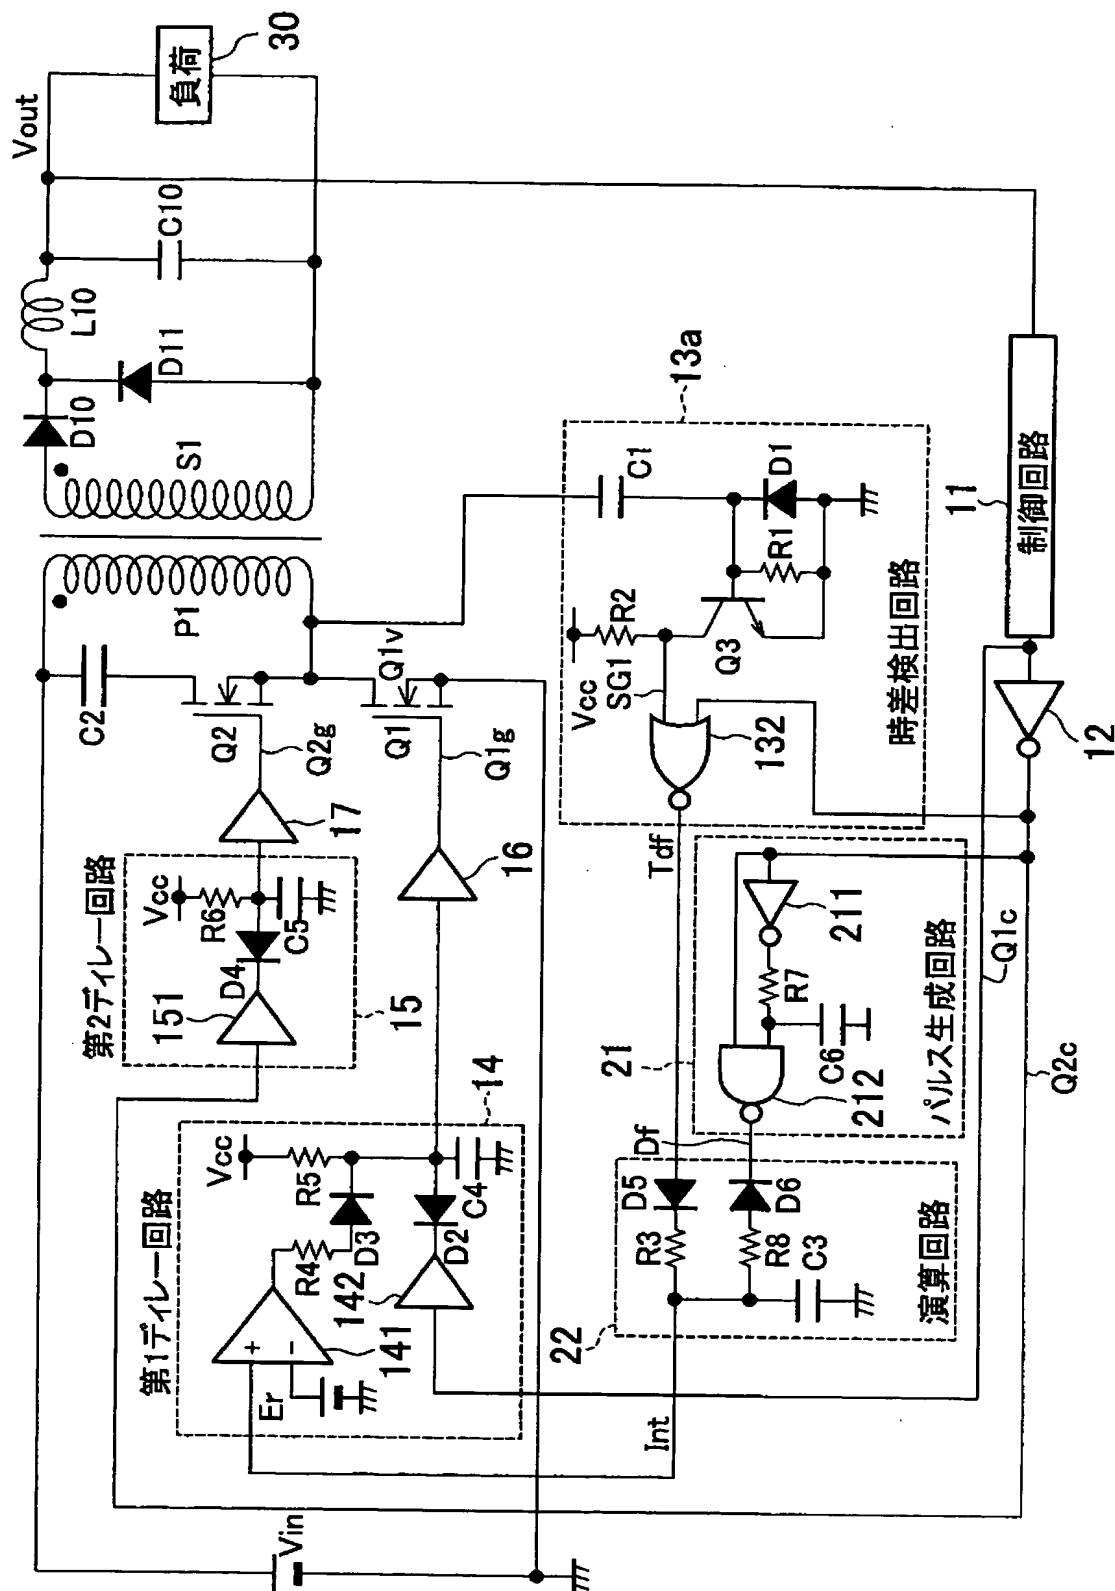 Vin
C2
P1
S1
D10
L10
D11
C10
Vout
負荷
30
第2ディレー回路
Vcc
R6
D4
C5
151
15
17
Q2
Q2g
Q1v
Q1
Q1g
16
第1ディレー回路
Vcc
R5
R4
D3
141
142
D2
C4
14
Er
+
−
Int
22
R3
D5
R8
D6
C3
演算回路
Df
Tdf
21
212
C6
R7
211
パルス生成回路
Vcc
R2
SG1
132
Q3
R1
D1
C1
時差検出回路
13a
Q1c
Q2c
12
11
制御回路